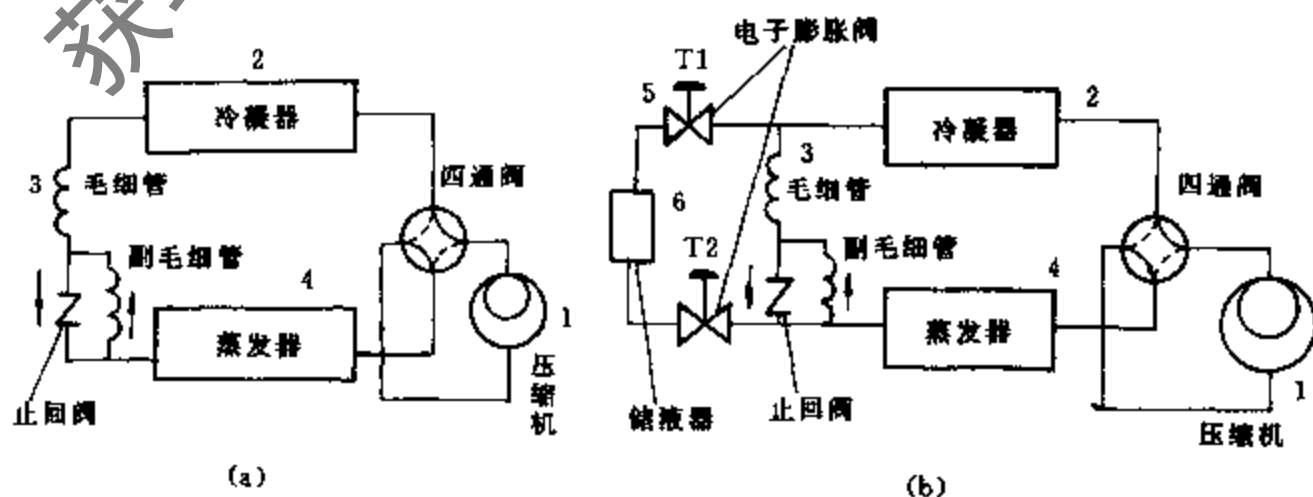 获
2
冷凝器
3
毛细管
四通阀
副毛细管
4
蒸发器
1
压缩机
止回阀
(a)
电子膨胀阀
T1
5
2
冷凝器
3
毛细管
四通阀
6
T2
副毛细管
4
蒸发器
1
储液器
止回阀
压缩机
(b)